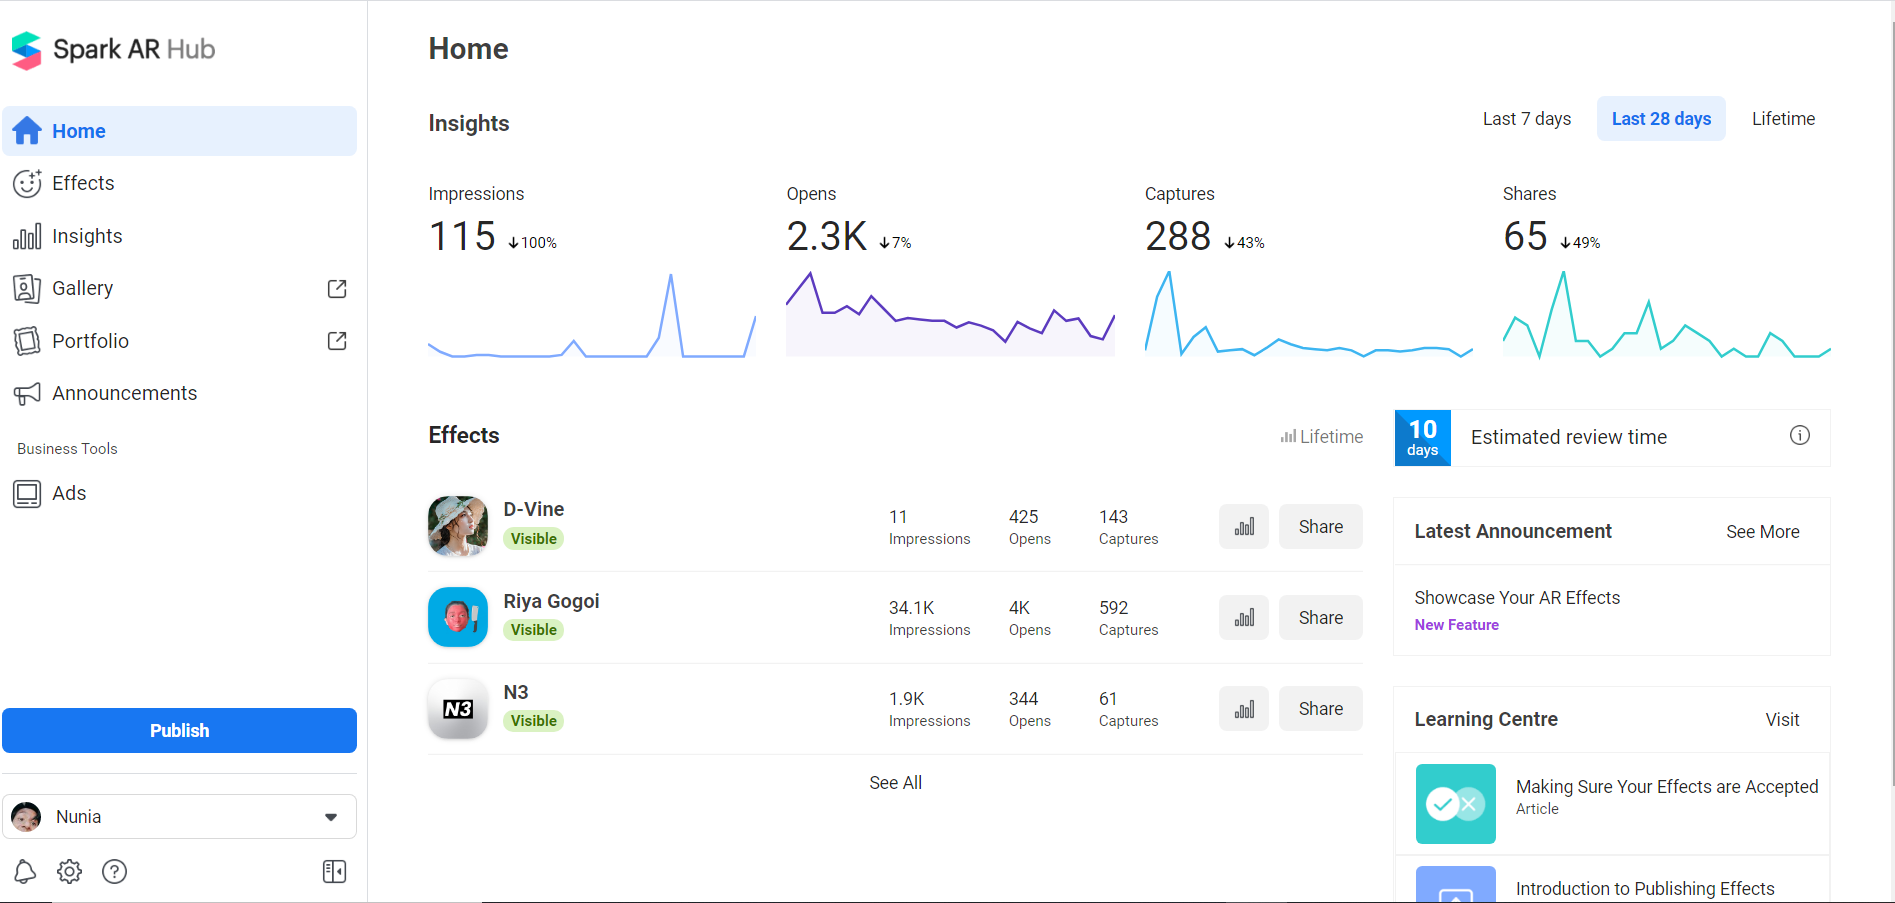 Spark AR Hub
Home
Effects
Insights
Gallery
Portfolio
Announcements
Business Tools
Ads
Publish
Nunia
Home
Insights
Last 7 days
Last 28 days
Lifetime
Impressions
115 ↓100%
Opens
2.3K ↓7%
Captures
288 ↓43%
Shares
65 ↓49%
Effects
Lifetime
D-Vine
Visible
11
Impressions
425
Opens
143
Captures
Share
Riya Gogoi
Visible
34.1K
Impressions
4K
Opens
592
Captures
Share
N3
N3
Visible
1.9K
Impressions
344
Opens
61
Captures
Share
See All
10
days
Estimated review time
Latest Announcement
See More
Showcase Your AR Effects
New Feature
Learning Centre
Visit
Making Sure Your Effects are Accepted
Article
Introduction to Publishing Effects